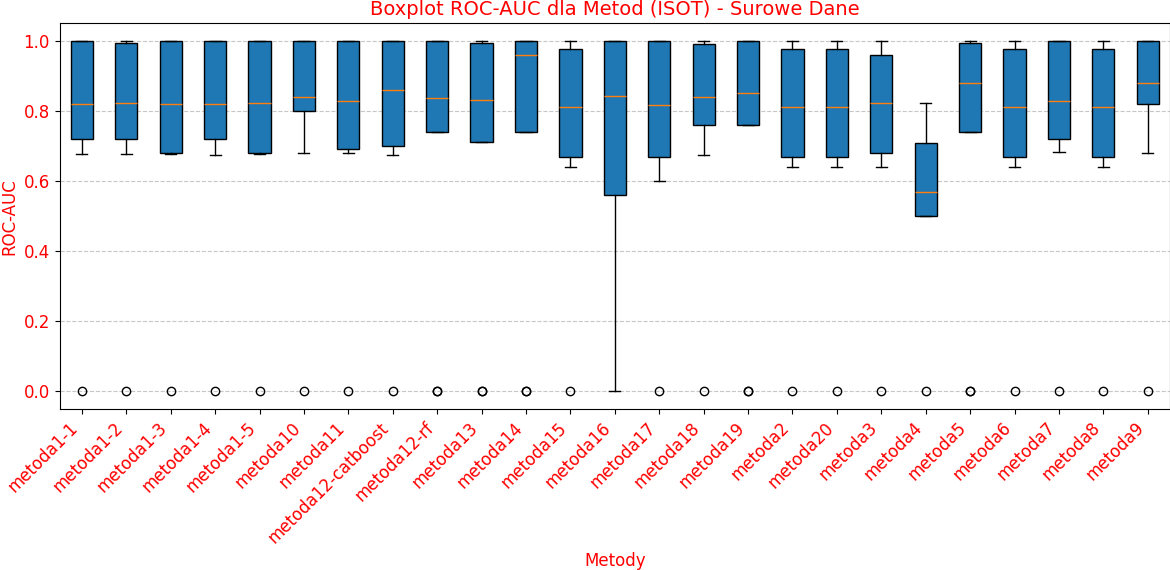 Boxplot ROC-AUC dla Metod (ISOT) - Surowe Dane
ROC-AUC
1.0
0.8
0.6
0.4
0.2
0.0
metoda1-1
metoda1-2
metoda1-3
metoda1-4
metoda1-5
metoda10
metoda11
metoda12-catboost
metoda12-rf
metoda13
metoda14
metoda15
metoda16
metoda17
metoda18
metoda19
metoda2
metoda20
metoda3
metoda4
metoda5
metoda6
metoda7
metoda8
metoda9
Metody